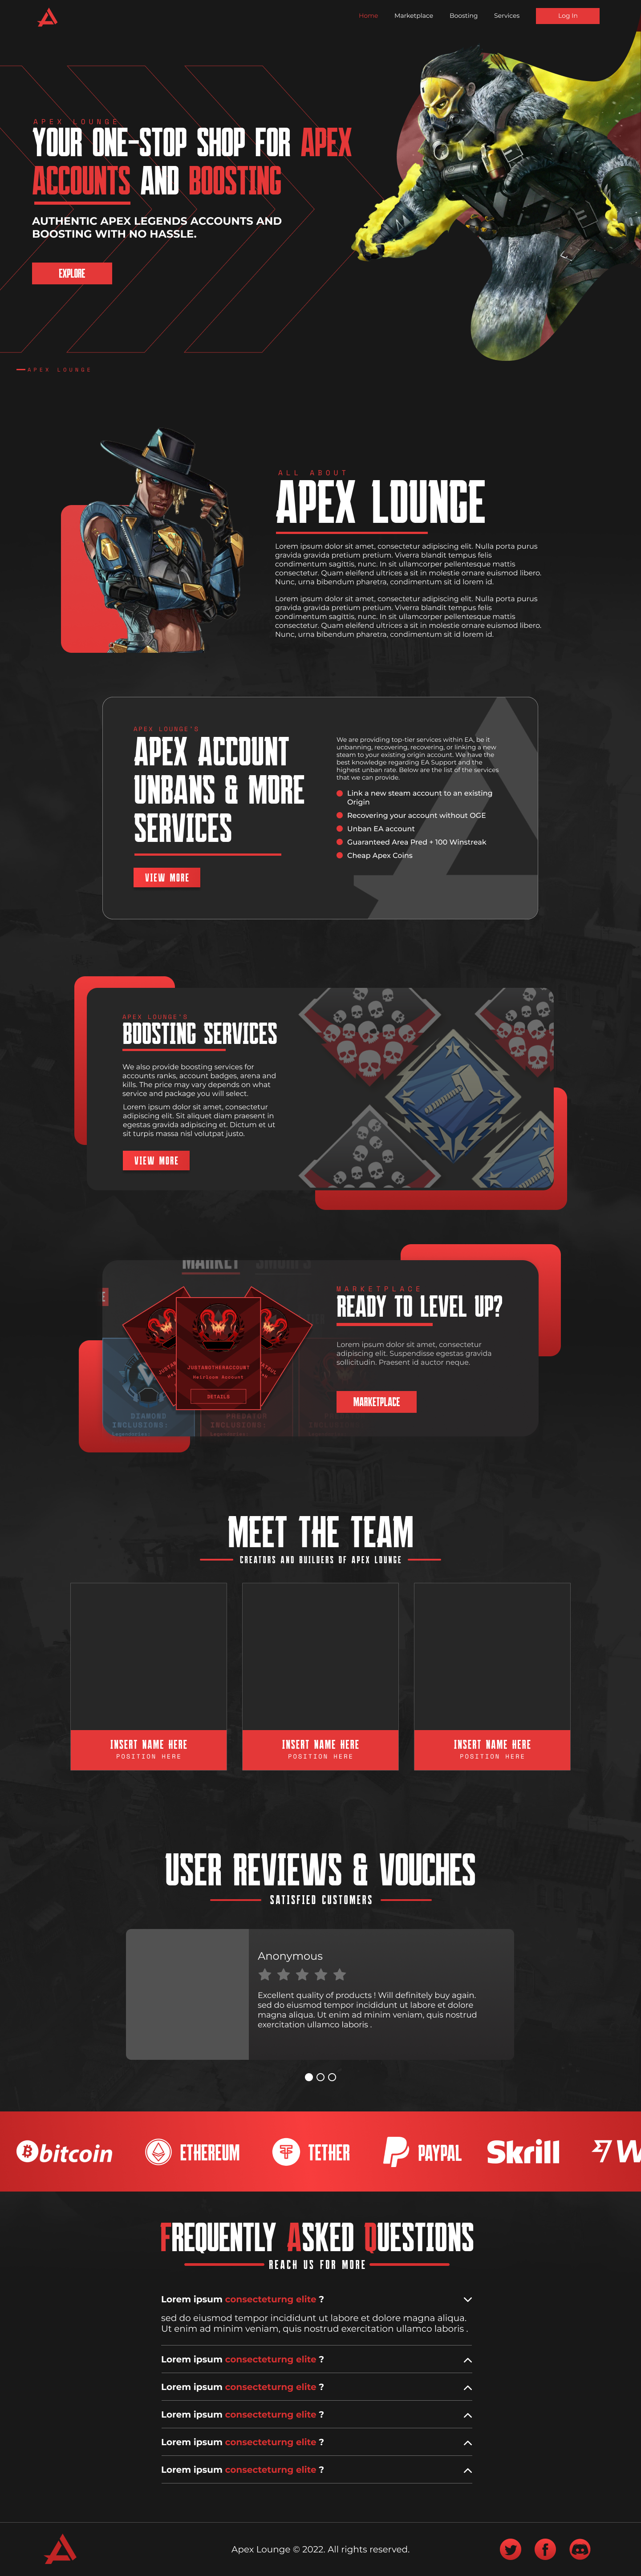 Home Marketplace Boosting Services Log In
APEX LOUNGE
YOUR ONE-STOP SHOP FOR APEX
ACCOUNTS AND BOOSTING
AUTHENTIC APEX LEGENDS ACCOUNTS AND
BOOSTING WITH NO HASSLE.
EXPLORE
APEX LOUNGE
ALL ABOUT
APEX LOUNGE
Lorem ipsum dolor sit amet, consectetur adipiscing elit. Nulla porta purus
gravida gravida pretium pretium. Viverra blandit tempus felis
condimentum sagittis, nunc. In sit ullamcorper pellentesque mattis
consectetur. Quam eleifend ultrices a sit in molestie ornare euismod libero.
Nunc, urna bibendum pharetra, condimentum sit id lorem id.
Lorem ipsum dolor sit amet, consectetur adipiscing elit. Nulla porta purus
gravida gravida pretium pretium. Viverra blandit tempus felis
condimentum sagittis, nunc. In sit ullamcorper pellentesque mattis
consectetur. Quam eleifend ultrices a sit in molestie ornare euismod libero.
Nunc, urna bibendum pharetra, condimentum sit id lorem id.
APEX LOUNGE'S
APEX ACCOUNT
UNBANS & MORE
SERVICES
VIEW MORE
We are providing top-tier services within EA, be it
unbanning, recovering, recovering, or linking a new
steam to your existing origin account. We have the
best knowledge regarding EA Support and the
highest unban rate. Below are the list of the services
that we can provide.
Link a new steam account to an existing
Origin
Recovering your account without OGE
Unban EA account
Guaranteed Area Pred + 100 Winstreak
Cheap Apex Coins
APEX LOUNGE'S
BOOSTING SERVICES
We also provide boosting services for
accounts ranks, account badges, arena and
kills. The price may vary depends on what
service and package you will select.
Lorem ipsum dolor sit amet, consectetur
adipiscing elit. Sit aliquet diam praesent in
egestas gravida adipiscing et. Dictum et ut
sit turpis massa nisl volutpat justo.
VIEW MORE
MARKET SMURFS
JUSTANOTHERACCOUNT
Heirloom Account
DETAILS
DIAMOND
INCLUSIONS:
PREDATOR
INCLUSIONS:
MARKETPLACE
READY TO LEVEL UP?
Lorem ipsum dolor sit amet, consectetur
adipiscing elit. Suspendisse egestas gravida
sollicitudin. Praesent id auctor neque.
MARKETPLACE
MEET THE TEAM
CREATORS AND BUILDERS OF APEX LOUNGE
INSERT NAME HERE
POSITION HERE
INSERT NAME HERE
POSITION HERE
INSERT NAME HERE
POSITION HERE
USER REVIEWS & VOUCHES
SATISFIED CUSTOMERS
Anonymous
Excellent quality of products ! Will definitely buy again.
sed do eiusmod tempor incididunt ut labore et dolore
magna aliqua. Ut enim ad minim veniam, quis nostrud
exercitation ullamco laboris .
bitcoin ETHEREUM TETHER PAYPAL Skrill W
FREQUENTLY ASKED QUESTIONS
REACH US FOR MORE
Lorem ipsum consecteturng elite ?
sed do eiusmod tempor incididunt ut labore et dolore magna aliqua.
Ut enim ad minim veniam, quis nostrud exercitation ullamco laboris .
Lorem ipsum consecteturng elite ?
Lorem ipsum consecteturng elite ?
Lorem ipsum consecteturng elite ?
Lorem ipsum consecteturng elite ?
Lorem ipsum consecteturng elite ?
Apex Lounge © 2022. All rights reserved.